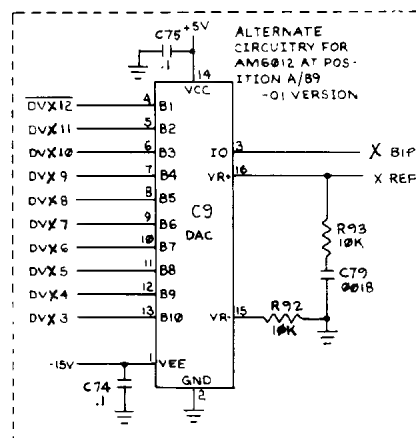 +5V
C75
.1
ALTERNATE
CIRCUITRY FOR
AM6012 AT POS-
ITION A/B9
-01 VERSION
14
VCC
DVX12 4 B1
DVX11 5 B2
DVX10 6 B3
DVX9 7 B4
DVX8 8 B5
DVX7 9 B6
DVX6 10 B7
DVX5 11 B8
DVX4 12 B9
DVX3 13 B10
IO 3 X BIP
VR+ 16 X REF
C9
DAC
R93
10K
C79
.0018
VR- 15 R92
10K
-15V 1 VEE
C74
.1
GND
2